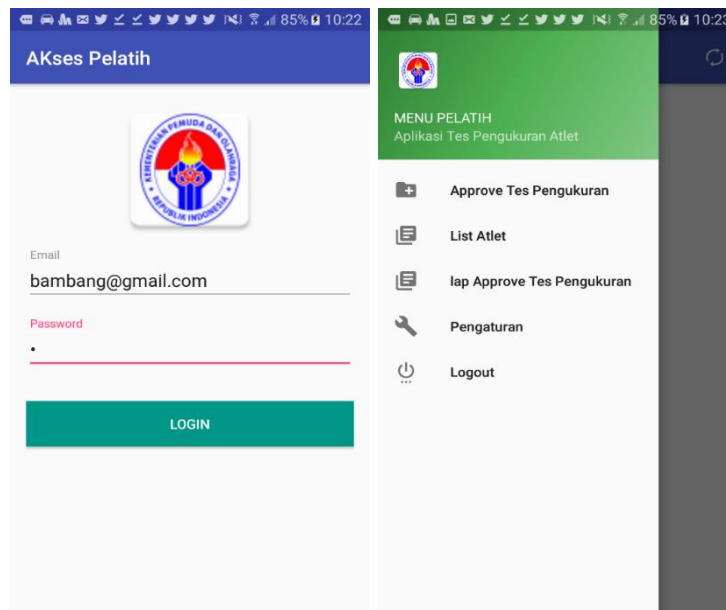 85% 10:22
AKses Pelatih
KEMENTERIAN PEMUDA DAN OLAHRAGA
REPUBLIK INDONESIA
Email
bambang@gmail.com
Password
LOGIN
85% 10:23
MENU PELATIH
Aplikasi Tes Pengukuran Atlet
Approve Tes Pengukuran
List Atlet
lap Approve Tes Pengukuran
Pengaturan
Logout